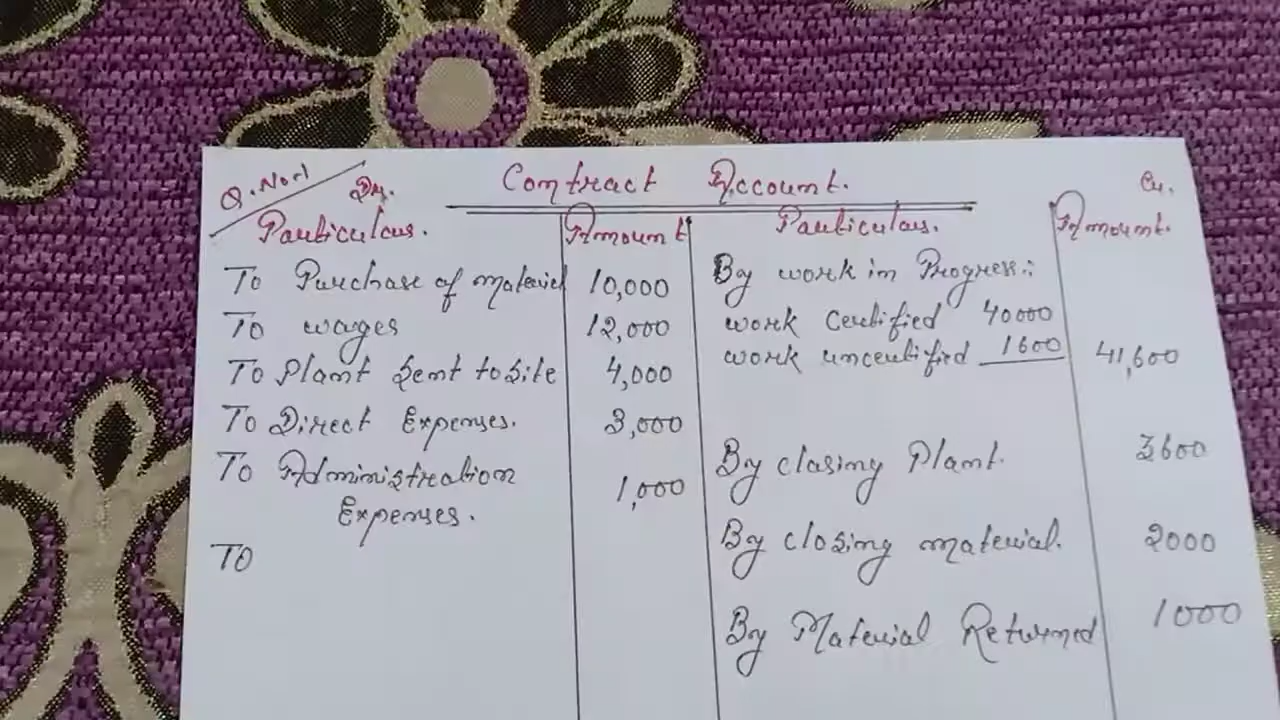 Q.No-1
Dr. Contract Account. Cr.
Particulars. Amount Particulars. Amount.
To Purchase of material 10,000 By work in Progress:
To wages 12,000 work Certified 40000
To Plant Sent to Site 4,000 work uncertified 1600 41,600
To Direct Expenses. 3,000
To Administration By closing Plant. 3600
Expenses. 1,000
To By closing material. 2000
By Material Returned 1000